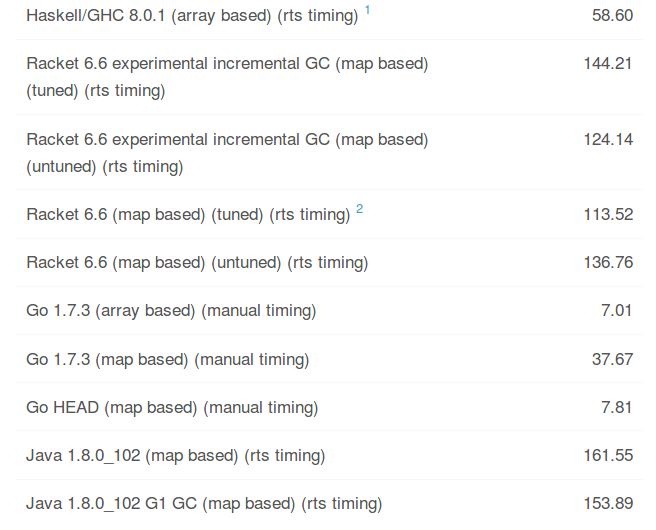 Haskell/GHC 8.0.1 (array based) (rts timing) 1 58.60
Racket 6.6 experimental incremental GC (map based) 144.21
(tuned) (rts timing)
Racket 6.6 experimental incremental GC (map based) 124.14
(untuned) (rts timing)
Racket 6.6 (map based) (tuned) (rts timing) 2 113.52
Racket 6.6 (map based) (untuned) (rts timing) 136.76
Go 1.7.3 (array based) (manual timing) 7.01
Go 1.7.3 (map based) (manual timing) 37.67
Go HEAD (map based) (manual timing) 7.81
Java 1.8.0_102 (map based) (rts timing) 161.55
Java 1.8.0_102 G1 GC (map based) (rts timing) 153.89